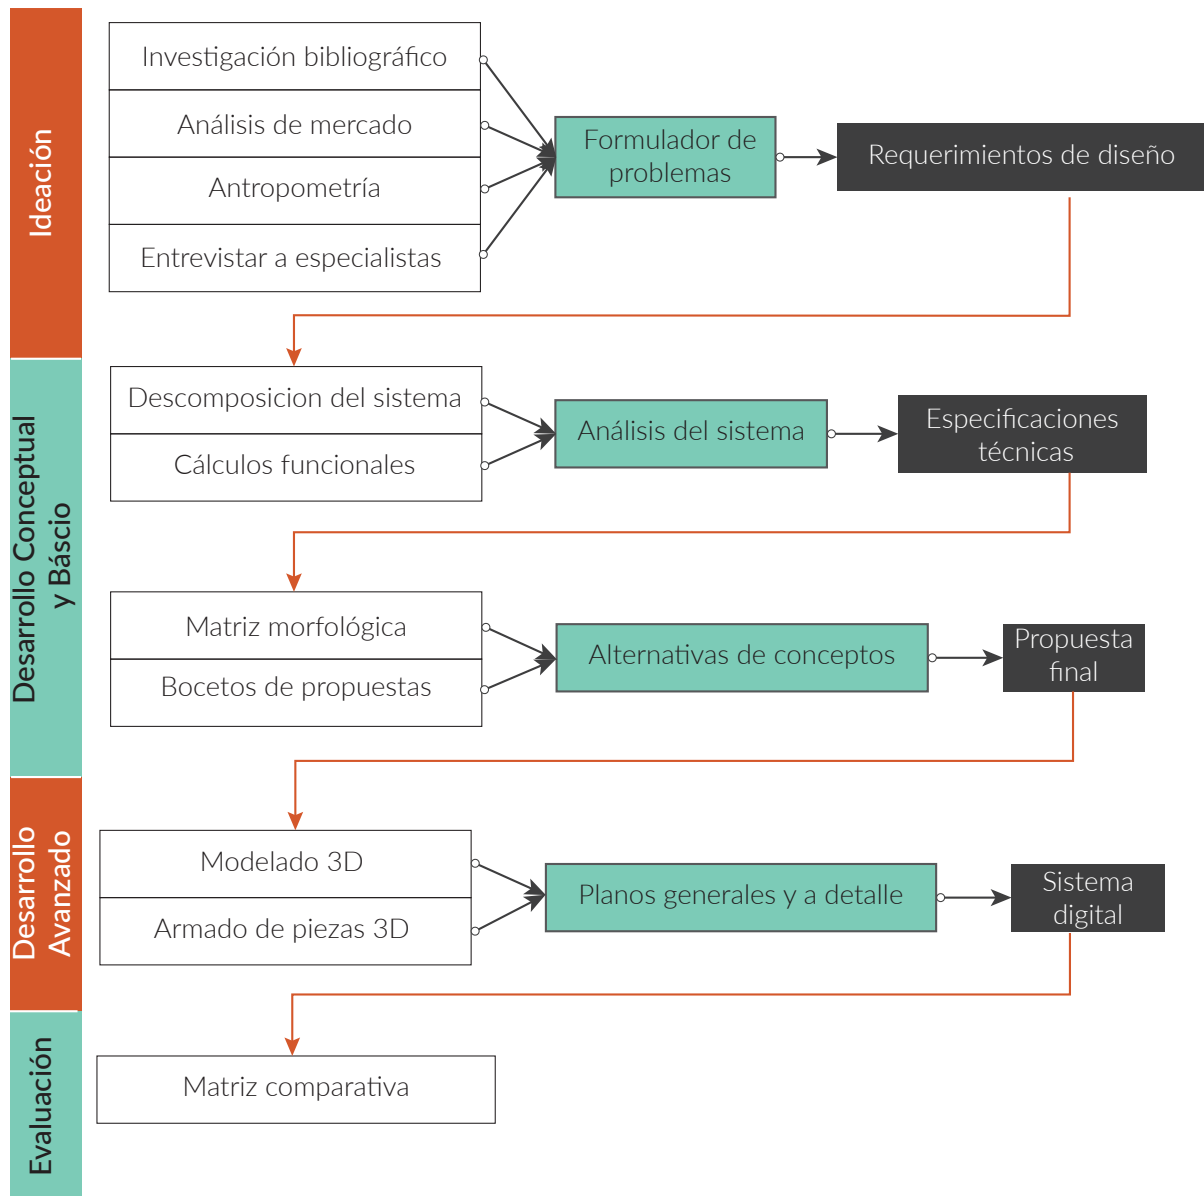 Ideación
Investigación bibliográfico
Análisis de mercado
Antropometría
Entrevistar a especialistas
Formulador de
problemas
Requerimientos de diseño
Desarrollo Conceptual
y Báscio
Descomposicion del sistema
Cálculos funcionales
Análisis del sistema
Especificaciones
técnicas
Matriz morfológica
Bocetos de propuestas
Alternativas de conceptos
Propuesta
final
Desarrollo
Avanzado
Modelado 3D
Armado de piezas 3D
Planos generales y a detalle
Sistema
digital
Evaluación
Matriz comparativa